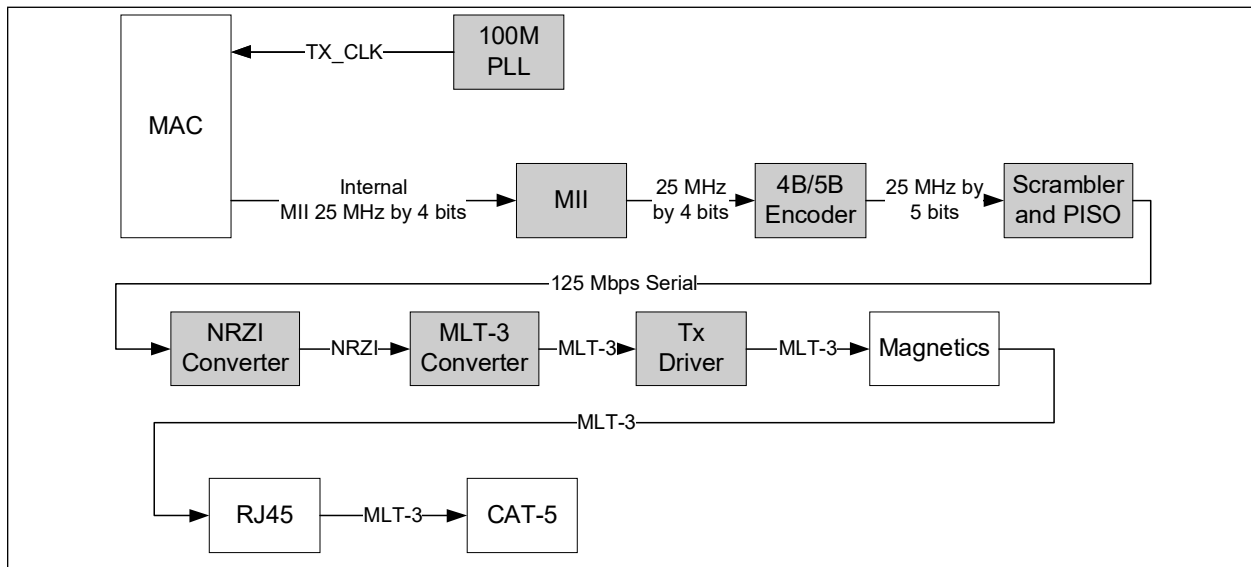 TX_CLK
100M
PLL
MAC
Internal
MII 25 MHz by 4 bits
MII
25 MHz
by 4 bits
4B/5B
Encoder
25 MHz by
5 bits
Scrambler
and PISO
125 Mbps Serial
NRZI
Converter
NRZI
MLT-3
Converter
MLT-3
Tx
Driver
MLT-3
Magnetics
MLT-3
RJ45
MLT-3
CAT-5